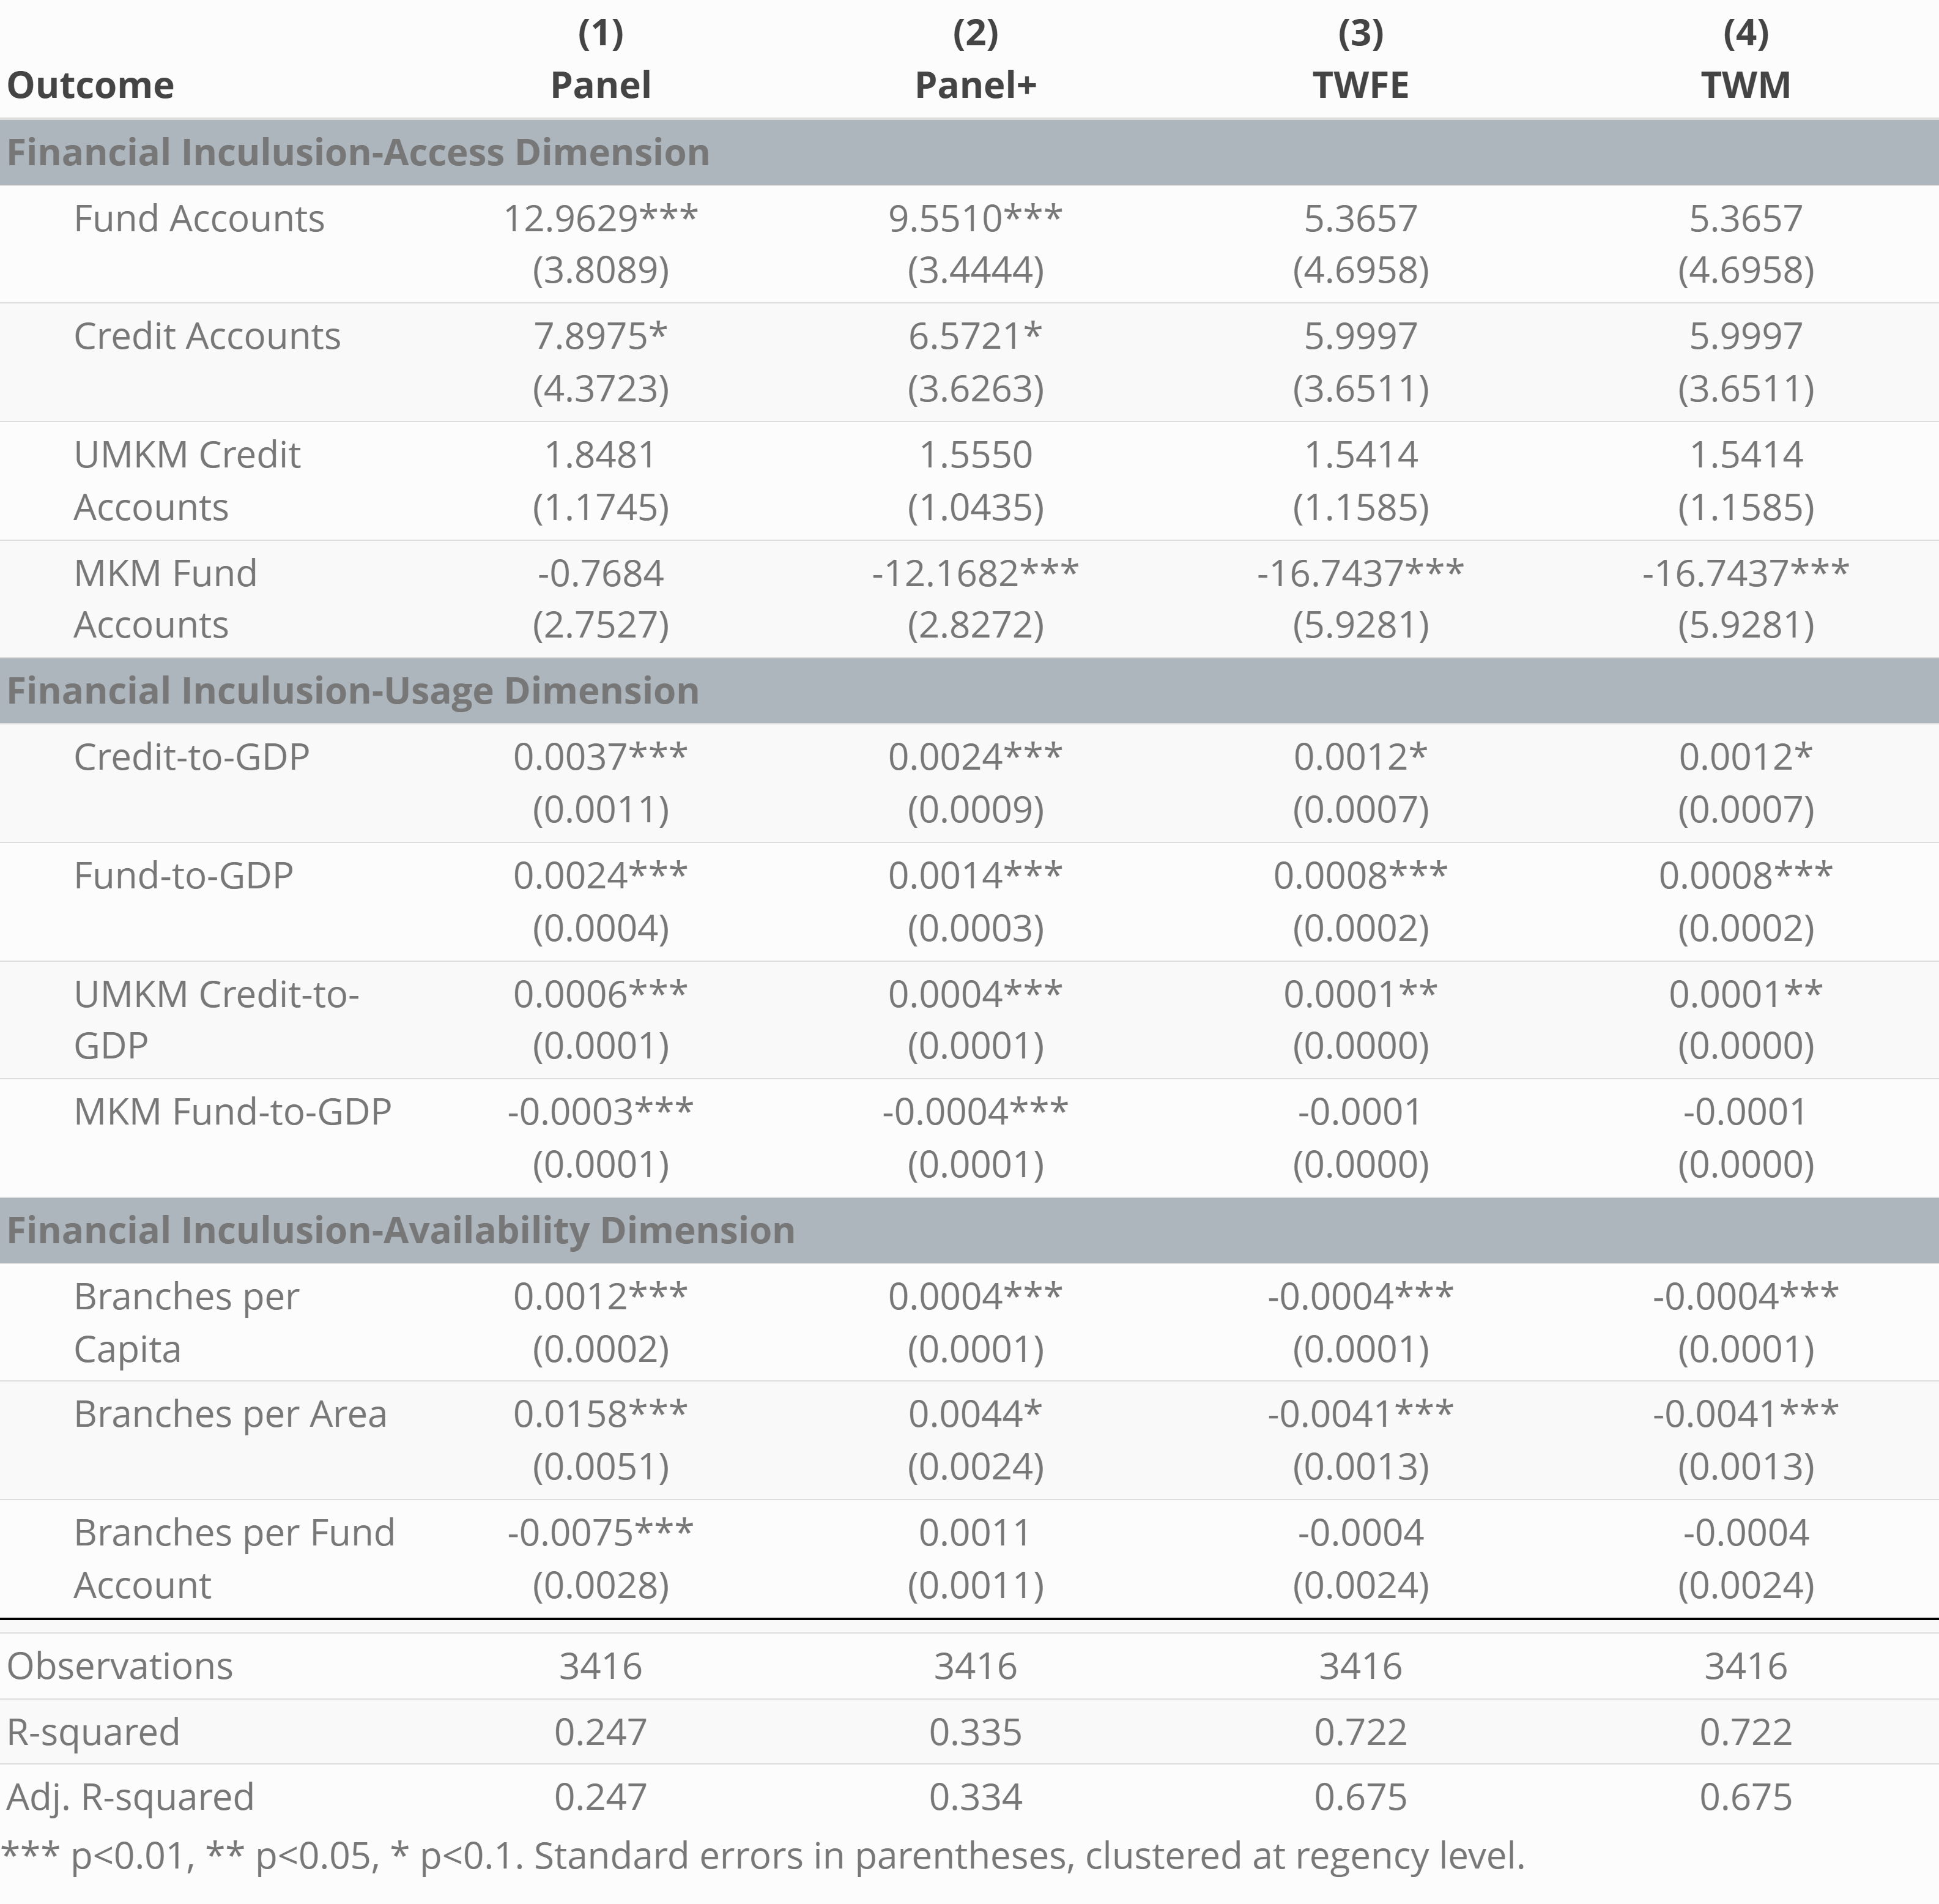 (1) (2) (3) (4)
Outcome Panel Panel+ TWFE TWM
Financial Inculusion-Access Dimension
Fund Accounts 12.9629*** 9.5510*** 5.3657 5.3657
(3.8089) (3.4444) (4.6958) (4.6958)
Credit Accounts 7.8975* 6.5721* 5.9997 5.9997
(4.3723) (3.6263) (3.6511) (3.6511)
UMKM Credit 1.8481 1.5550 1.5414 1.5414
Accounts (1.1745) (1.0435) (1.1585) (1.1585)
MKM Fund -0.7684 -12.1682*** -16.7437*** -16.7437***
Accounts (2.7527) (2.8272) (5.9281) (5.9281)
Financial Inculusion-Usage Dimension
Credit-to-GDP 0.0037*** 0.0024*** 0.0012* 0.0012*
(0.0011) (0.0009) (0.0007) (0.0007)
Fund-to-GDP 0.0024*** 0.0014*** 0.0008*** 0.0008***
(0.0004) (0.0003) (0.0002) (0.0002)
UMKM Credit-to- 0.0006*** 0.0004*** 0.0001** 0.0001**
GDP (0.0001) (0.0001) (0.0000) (0.0000)
MKM Fund-to-GDP -0.0003*** -0.0004*** -0.0001 -0.0001
(0.0001) (0.0001) (0.0000) (0.0000)
Financial Inculusion-Availability Dimension
Branches per 0.0012*** 0.0004*** -0.0004*** -0.0004***
Capita (0.0002) (0.0001) (0.0001) (0.0001)
Branches per Area 0.0158*** 0.0044* -0.0041*** -0.0041***
(0.0051) (0.0024) (0.0013) (0.0013)
Branches per Fund -0.0075*** 0.0011 -0.0004 -0.0004
Account (0.0028) (0.0011) (0.0024) (0.0024)
Observations 3416 3416 3416 3416
R-squared 0.247 0.335 0.722 0.722
Adj. R-squared 0.247 0.334 0.675 0.675
*** p<0.01, ** p<0.05, * p<0.1. Standard errors in parentheses, clustered at regency level.